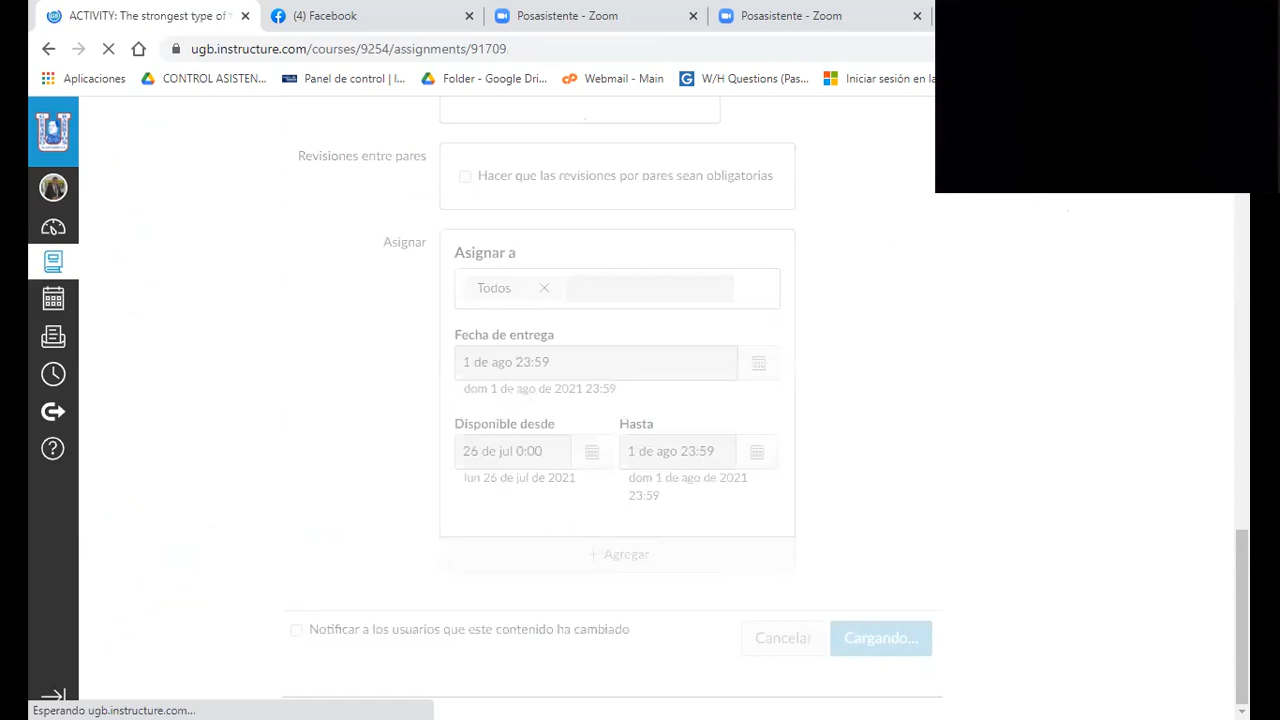 ACTIVITY: The strongest type of
(4) Facebook
Posasistente - Zoom
Posasistente - Zoom
ugb.instructure.com/courses/9254/assignments/91709
Aplicaciones
CONTROL ASISTEN...
Panel de control | I...
Folder - Google Dri...
Webmail - Main
W/H Questions (Pas...
Iniciar sesión en la
Revisiones entre pares
Hacer que las revisiones por pares sean obligatorias
Asignar
Asignar a
Todos
Fecha de entrega
1 de ago 23:59
dom 1 de ago de 2021 23:59
Disponible desde
Hasta
26 de jul 0:00
1 de ago 23:59
lun 26 de jul de 2021
dom 1 de ago de 2021
23:59
+ Agregar
Notificar a los usuarios que este contenido ha cambiado
Cancelar
Cargando...
Esperando ugb.instructure.com...